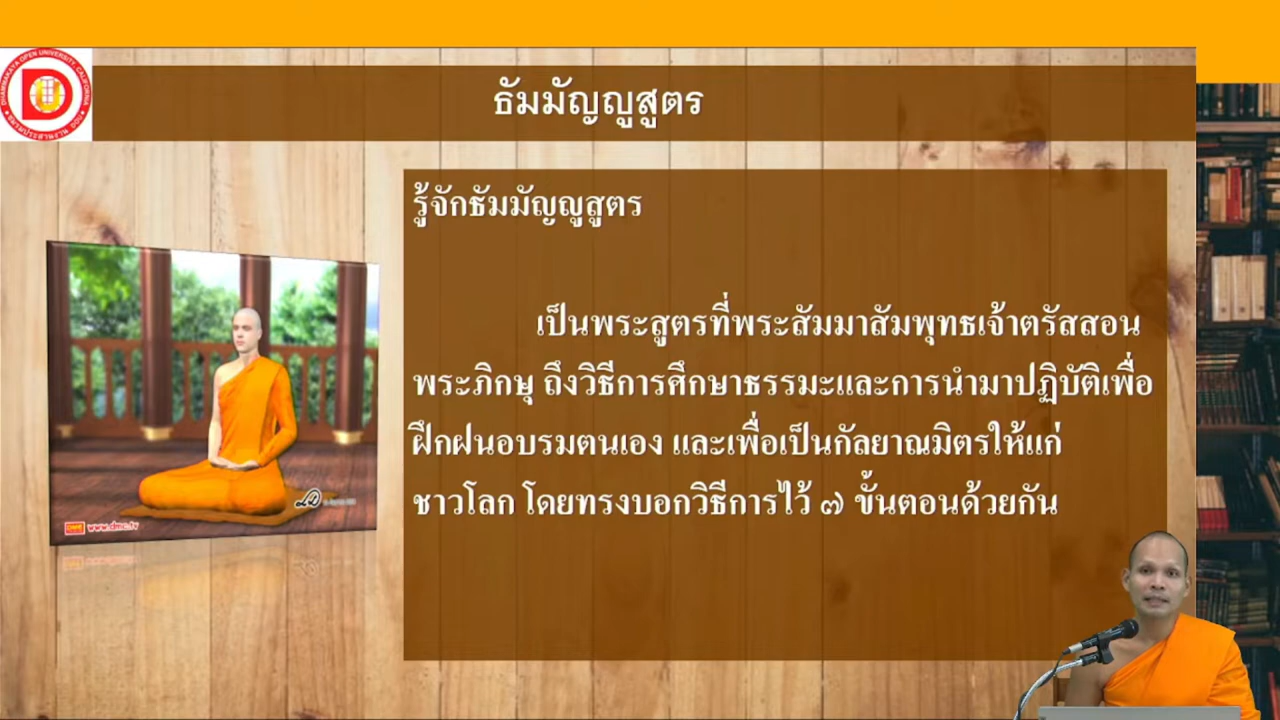 DHAMMAKAYA OPEN UNIVERSITY, CALIFORNIA
ธัมมัญญูสูตร
รู้จักธัมมัญญูสูตร
เป็นพระสูตรที่พระสัมมาสัมพุทธเจ้าตรัสสอน
พระภิกษุ ถึงวิธีการศึกษาธรรมะและการนำมาปฏิบัติเพื่อ
ฝึกฝนอบรมตนเอง และเพื่อเป็นกัลยาณมิตรให้แก่
ชาวโลก โดยทรงบอกวิธีการไว้ ๗ ขั้นตอนด้วยกัน
www.dmc.tv